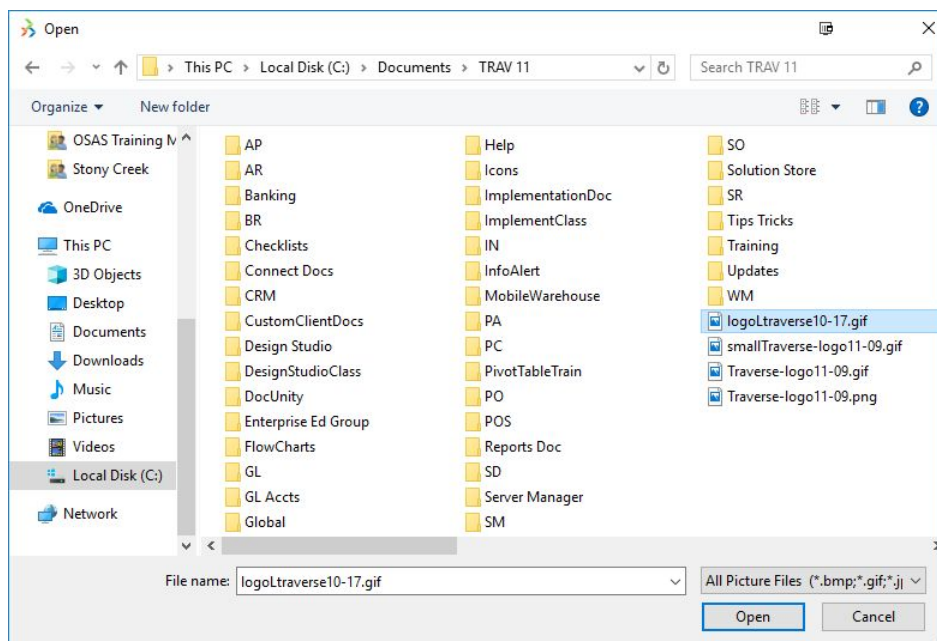 Open
This PC > Local Disk (C:) > Documents > TRAV 11
Search TRAV 11
Organize
New folder
OSAS Training M
Stony Creek
OneDrive
This PC
3D Objects
Desktop
Documents
Downloads
Music
Pictures
Videos
Local Disk (C:)
Network
AP
AR
Banking
BR
Checklists
Connect Docs
CRM
CustomClientDocs
Design Studio
DesignStudioClass
DocUnity
Enterprise Ed Group
FlowCharts
GL
GL Accts
Global
Help
Icons
ImplementationDoc
ImplementClass
IN
InfoAlert
MobileWarehouse
PA
PC
PivotTableTrain
PO
POS
Reports Doc
SD
Server Manager
SM
SO
Solution Store
SR
Tips Tricks
Training
Updates
WM
logoLtraverse10-17.gif
smallTraverse-logo11-09.gif
Traverse-logo11-09.gif
Traverse-logo11-09.png
File name: logoLtraverse10-17.gif
All Picture Files (*.bmp;*.gif;*.j
Open
Cancel